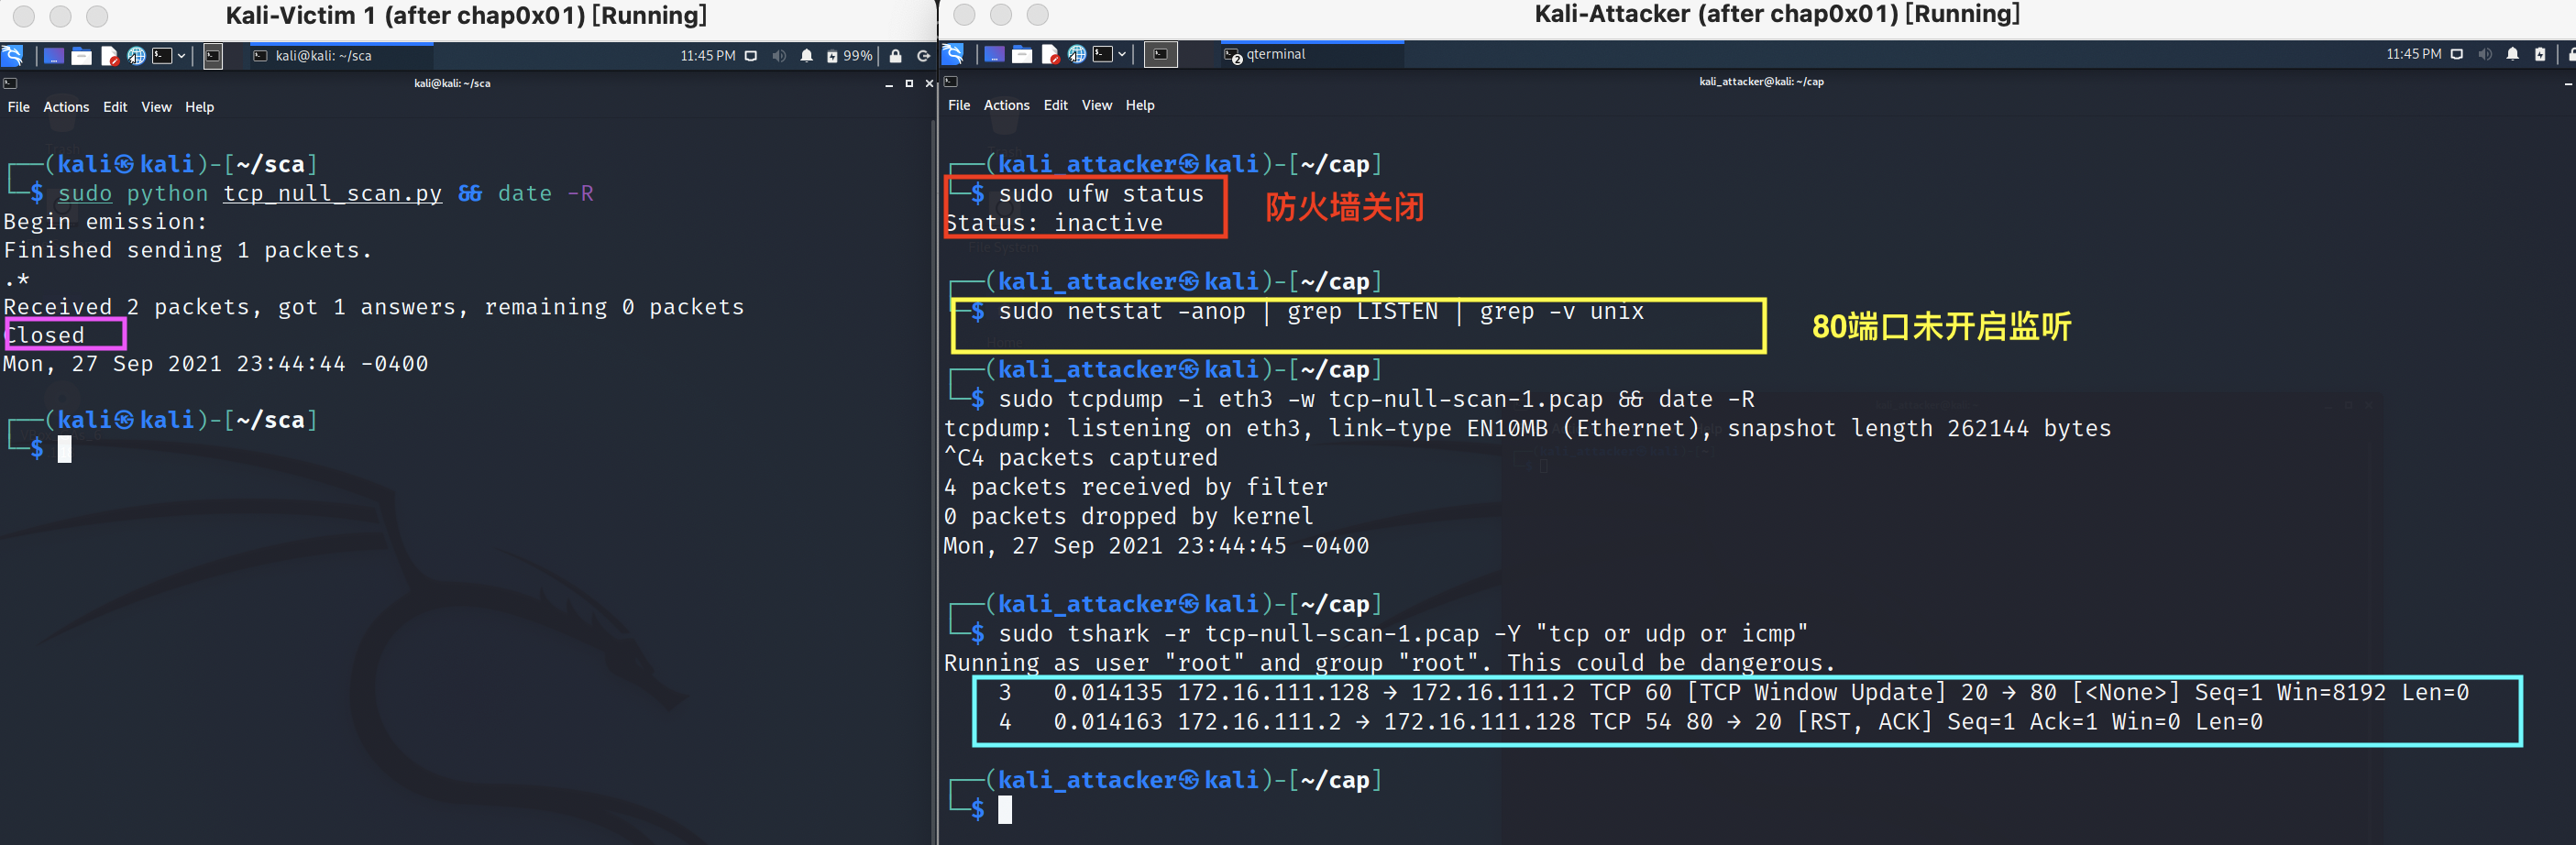 Kali-Victim 1 (after chap0x01) [Running]
kali@kali: ~/sca
11:45 PM
99%
kali@kali: ~/sca
File Actions Edit View Help
┌──(kali㉿kali)-[~/sca]
└─$ sudo python tcp_null_scan.py && date -R
Begin emission:
Finished sending 1 packets.
.*
Received 2 packets, got 1 answers, remaining 0 packets
Closed
Mon, 27 Sep 2021 23:44:44 -0400
┌──(kali㉿kali)-[~/sca]
└─$
Kali-Attacker (after chap0x01) [Running]
2 qterminal
11:45 PM
kali_attacker@kali: ~/cap
File Actions Edit View Help
┌──(kali_attacker㉿kali)-[~/cap]
└─$ sudo ufw status
Status: inactive
防火墙关闭
File System
┌──(kali_attacker㉿kali)-[~/cap]
└─$ sudo netstat -anop | grep LISTEN | grep -v unix
80端口未开启监听
Home
┌──(kali_attacker㉿kali)-[~/cap]
└─$ sudo tcpdump -i eth3 -w tcp-null-scan-1.pcap && date -R
tcpdump: listening on eth3, link-type EN10MB (Ethernet), snapshot length 262144 bytes
^C4 packets captured
4 packets received by filter
0 packets dropped by kernel
Mon, 27 Sep 2021 23:44:45 -0400
┌──(kali_attacker㉿kali)-[~/cap]
└─$ sudo tshark -r tcp-null-scan-1.pcap -Y "tcp or udp or icmp"
Running as user "root" and group "root". This could be dangerous.
3 0.014135 172.16.111.128 → 172.16.111.2 TCP 60 [TCP Window Update] 20 → 80 [<None>] Seq=1 Win=8192 Len=0
4 0.014163 172.16.111.2 → 172.16.111.128 TCP 54 80 → 20 [RST, ACK] Seq=1 Ack=1 Win=0 Len=0
┌──(kali_attacker㉿kali)-[~/cap]
└─$